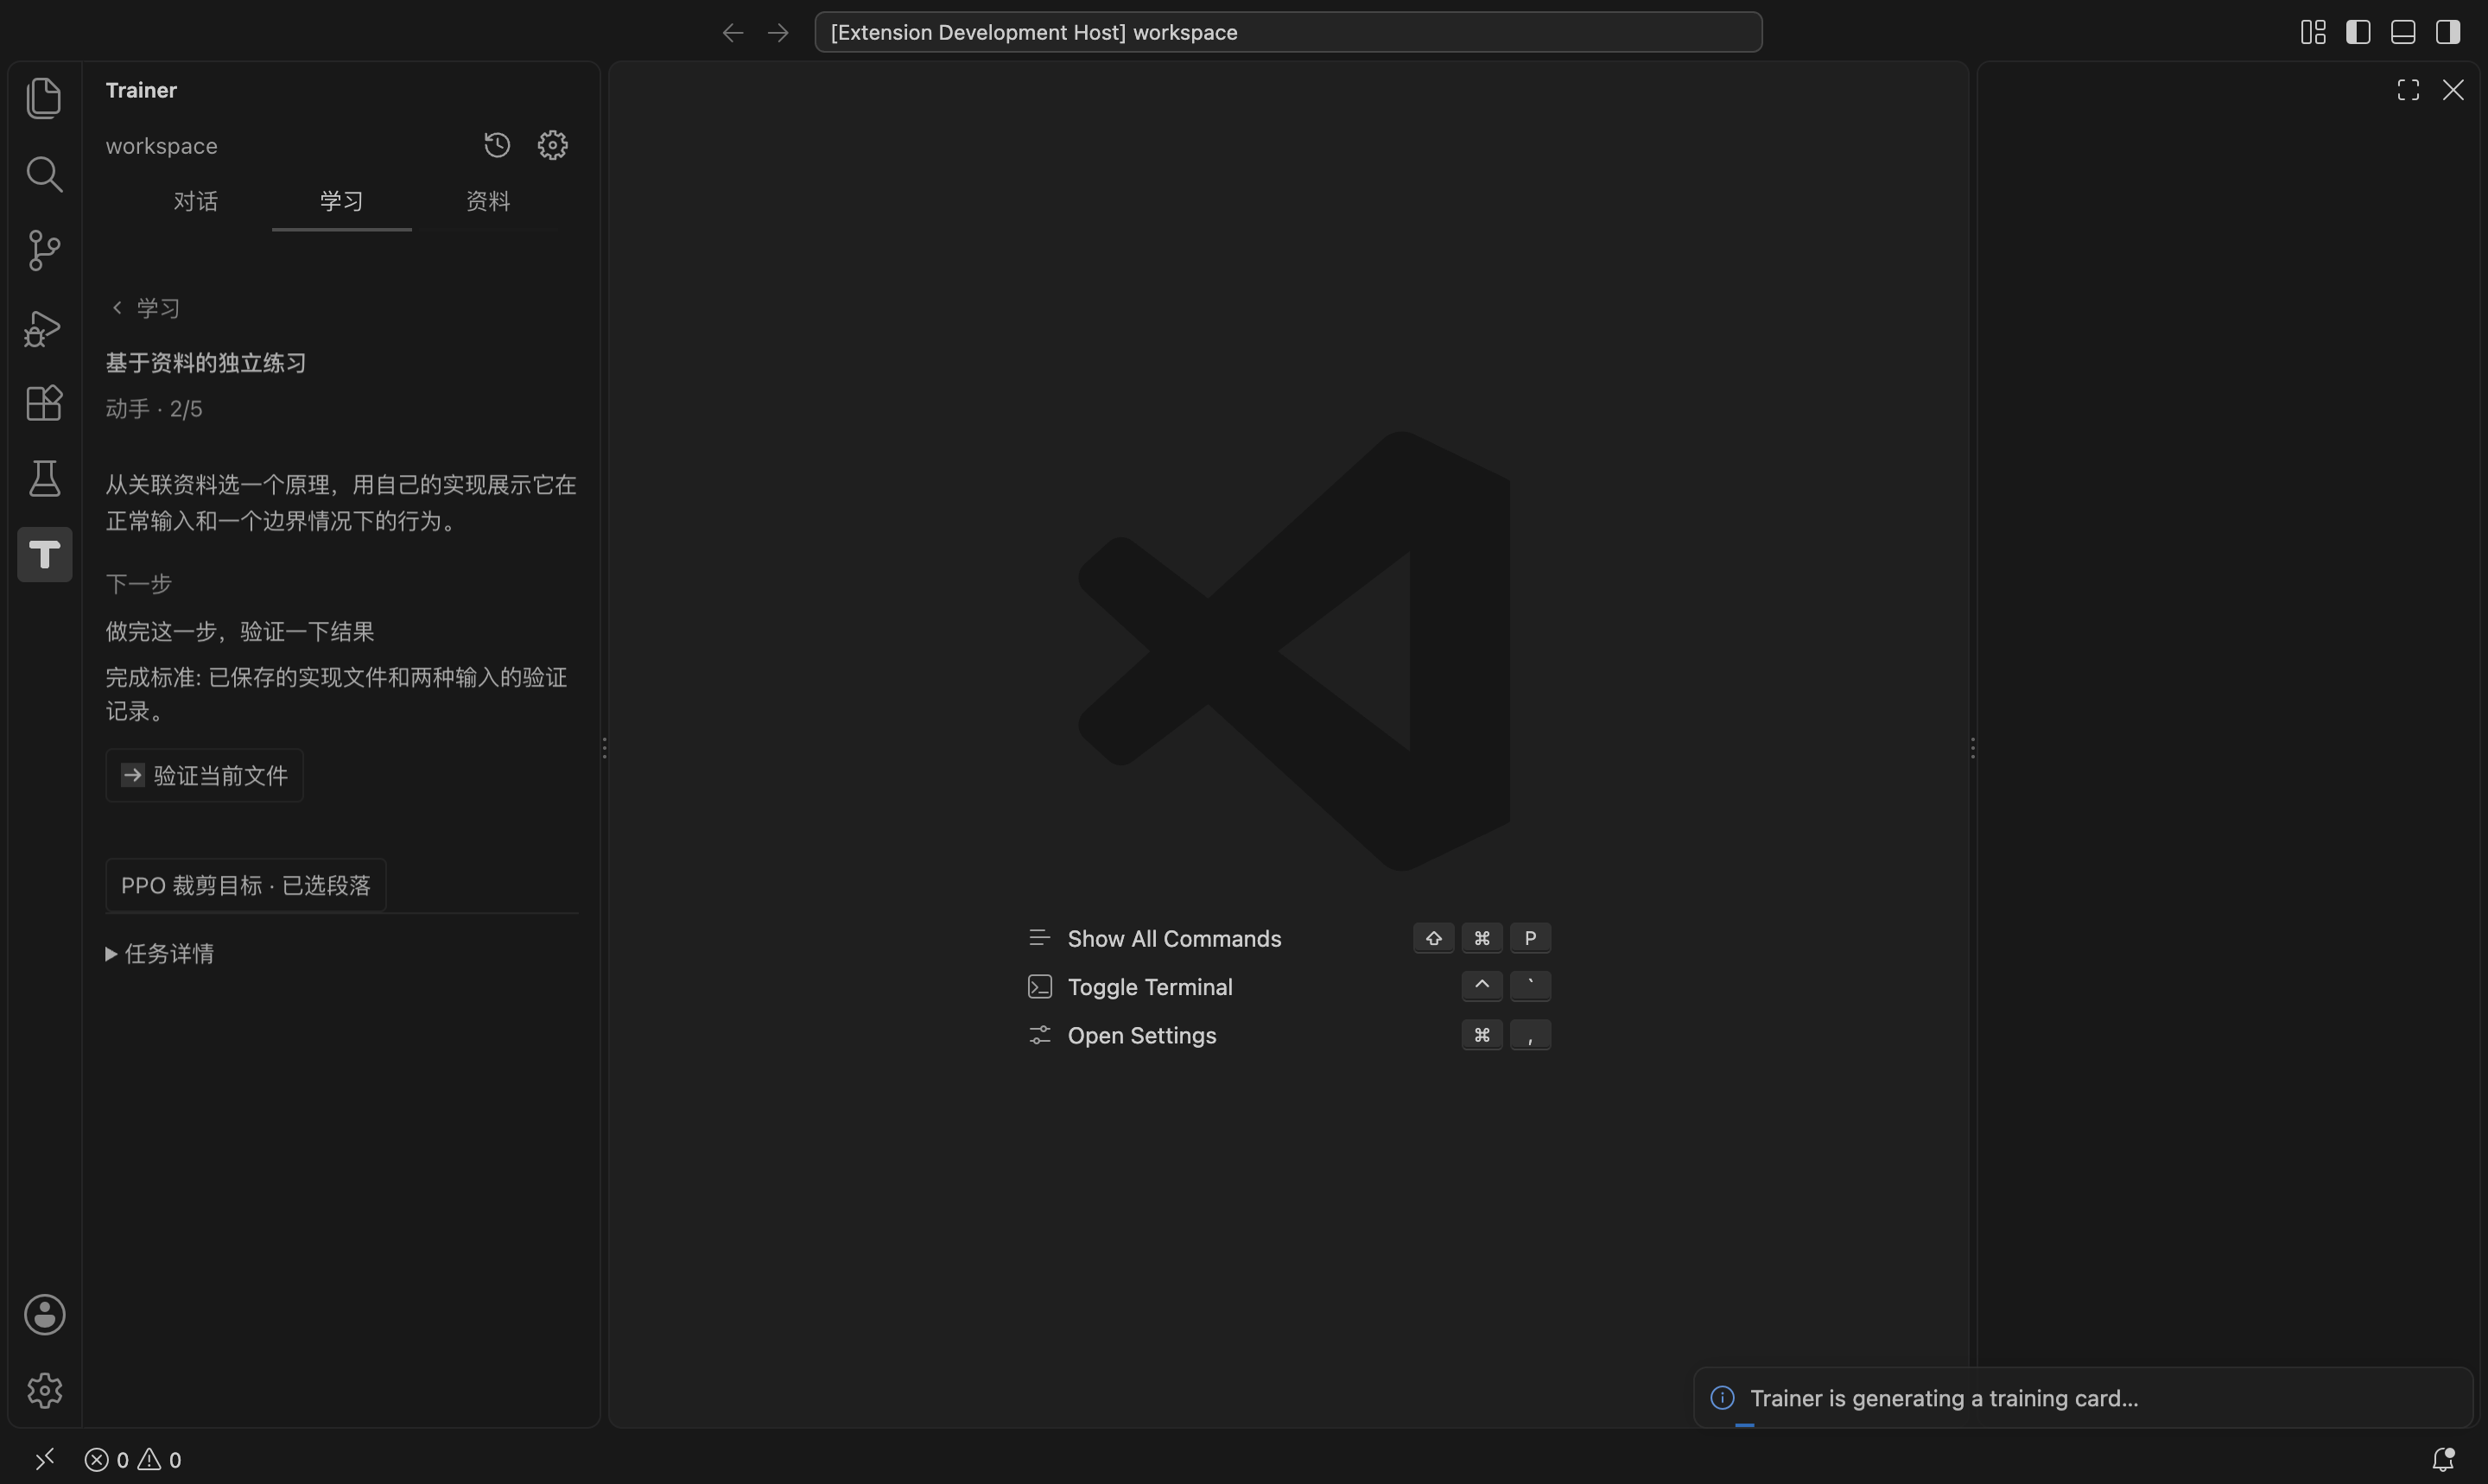 [Extension Development Host] workspace
Trainer
workspace
对话 学习 资料
学习
基于资料的独立练习
动手 · 2/5
从关联资料选一个原理，用自己的实现展示它在
正常输入和一个边界情况下的行为。
下一步
做完这一步，验证一下结果
完成标准: 已保存的实现文件和两种输入的验证
记录。
验证当前文件
PPO 裁剪目标 · 已选段落
任务详情
T
Show All Commands ⇧ ⌘ P
Toggle Terminal ^ `
Open Settings ⌘ ,
Trainer is generating a training card...
0 0